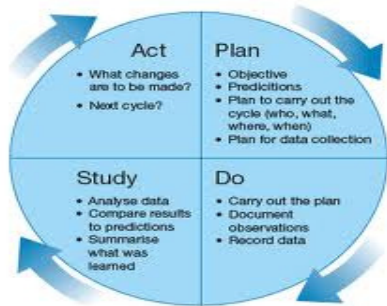 Act
• What changes
are to be made?
• Next cycle?
Plan
• Objective
• Predicitions
• Plan to carry out the
cycle (who, what,
where, when)
• Plan for data collection
Study
• Analyse data
• Compare results
to predictions
• Summarise
what was
learned
Do
• Carry out the plan
• Document
observations
• Record data